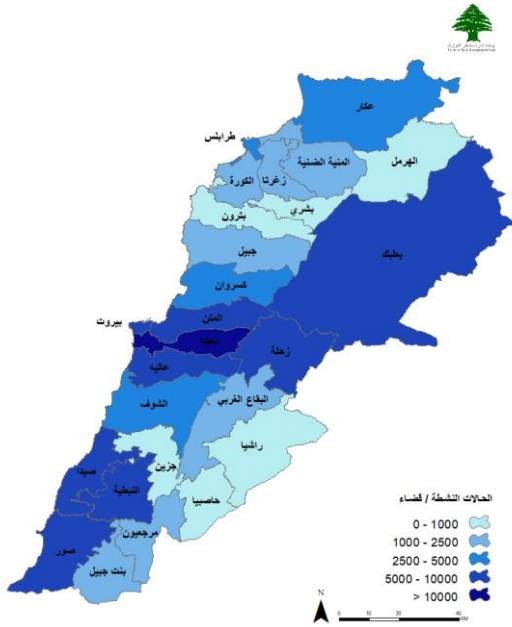 عكار
طرابلس
المنية الضنية
الهرمل
زغرتا
الكورة
بشري
بترون
جبيل
بعلبك
كسروان
المتن
بيروت
بعبدا
زحلة
عاليه
البقاع الغربي
الشوف
راشيا
جزين
صيدا
النبطية
حاصبيا
مرجعيون
صور
بنت جبيل
الحالات النشطة / قضاء
0 - 1000
1000 - 2500
2500 - 5000
5000 - 10000
> 10000
N
0 10 20 40